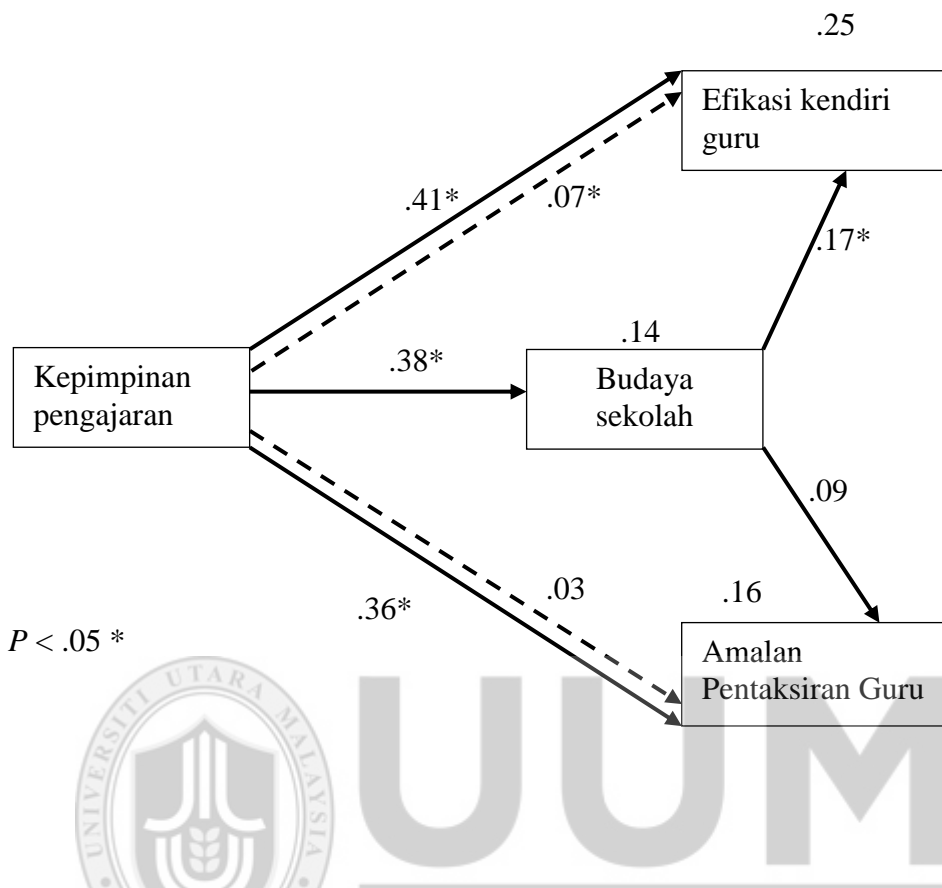 .25
Efikasi kendiri
guru
.41*
.07*
.17*
.14
.38*
Kepimpinan
pengajaran
Budaya
sekolah
.09
.03
.16
.36*
P < .05 *
Amalan
Pentaksiran Guru
UNIVERSITI UTARA MALAYSIA
UUM